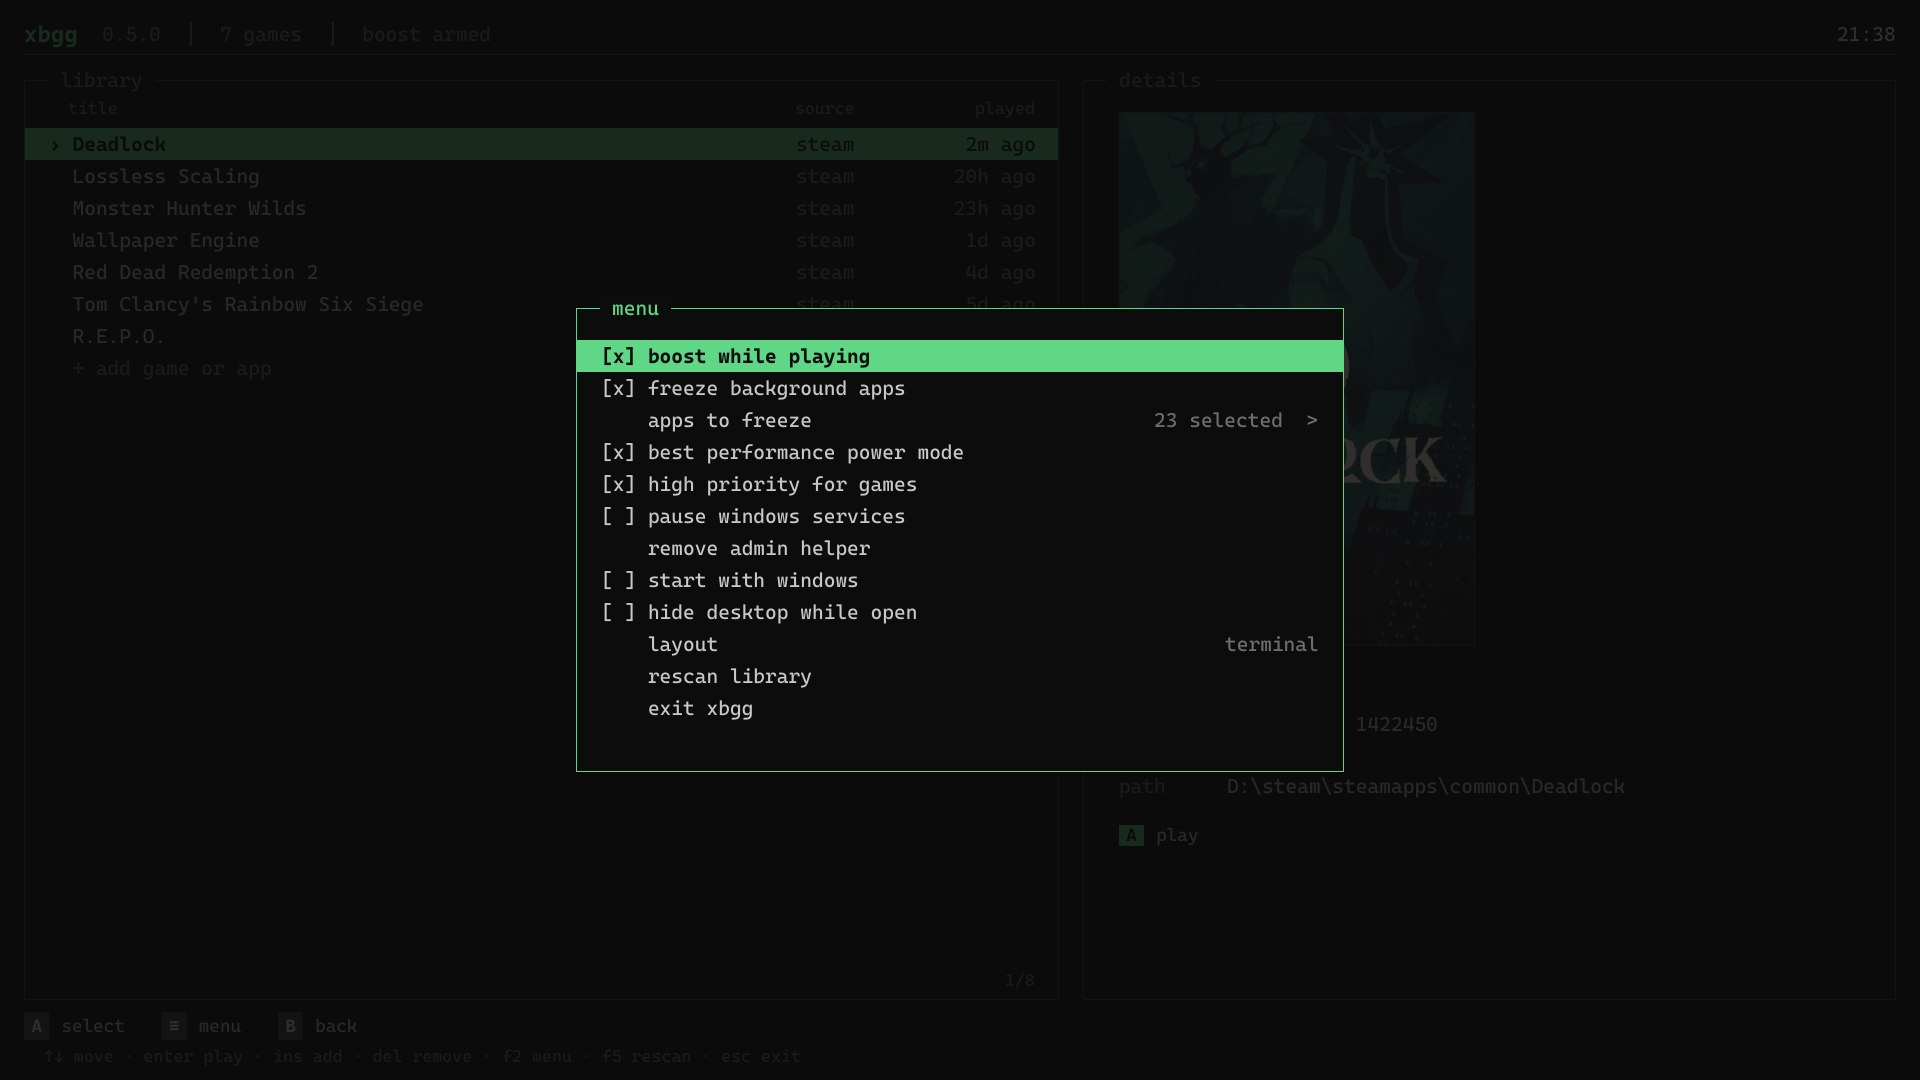 xbgg 0.5.0 │ 7 games │ boost armed 21:38
library
title source played
› Deadlock steam 2m ago
Lossless Scaling steam 20h ago
Monster Hunter Wilds steam 23h ago
Wallpaper Engine steam 1d ago
Red Dead Redemption 2 steam 4d ago
Tom Clancy's Rainbow Six Siege steam 5d ago
R.E.P.O.
+ add game or app
1/8
details
1422450
path D:\steam\steamapps\common\Deadlock
A play
menu
[x] boost while playing
[x] freeze background apps
apps to freeze 23 selected >
[x] best performance power mode
[x] high priority for games
[ ] pause windows services
remove admin helper
[ ] start with windows
[ ] hide desktop while open
layout terminal
rescan library
exit xbgg
A select ≡ menu B back
↑↓ move · enter play · ins add · del remove · f2 menu · f5 rescan · esc exit